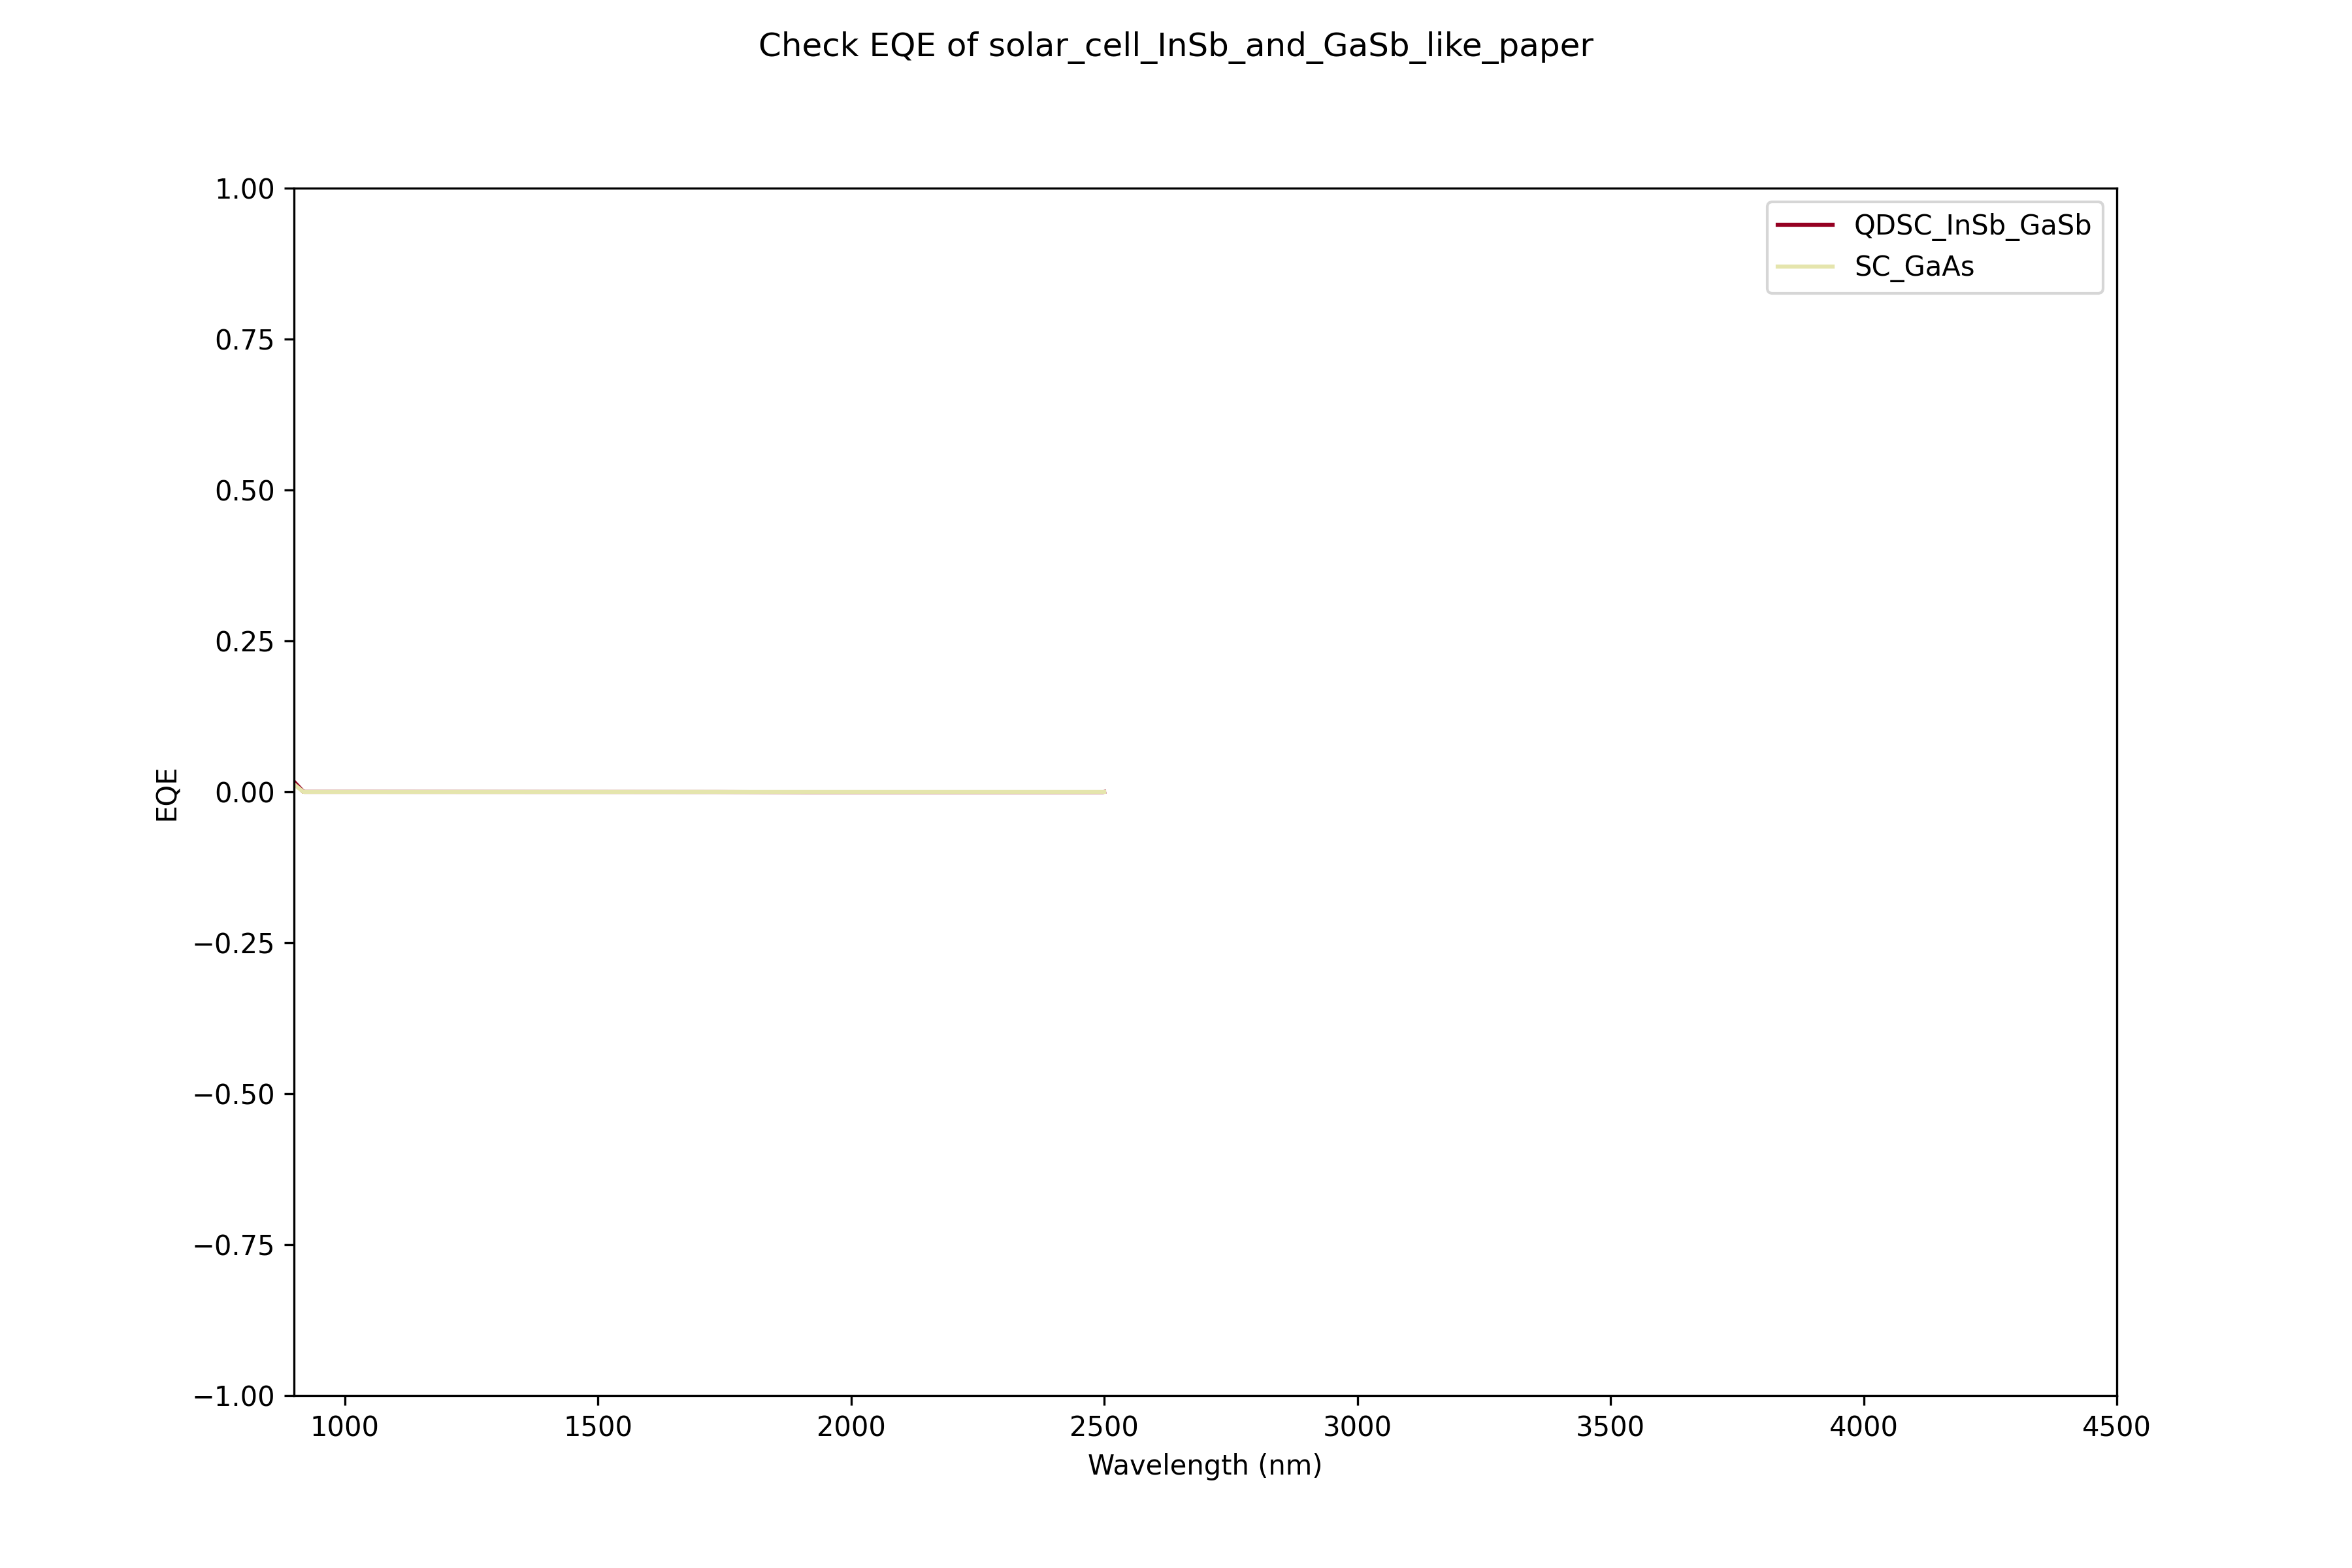 Check EQE of solar_cell_InSb_and_GaSb_like_paper
QDSC_InSb_GaSb
SC_GaAs
1.00
0.75
0.50
0.25
0.00
−0.25
−0.50
−0.75
−1.00
EQE
1000 1500 2000 2500 3000 3500 4000 4500
Wavelength (nm)